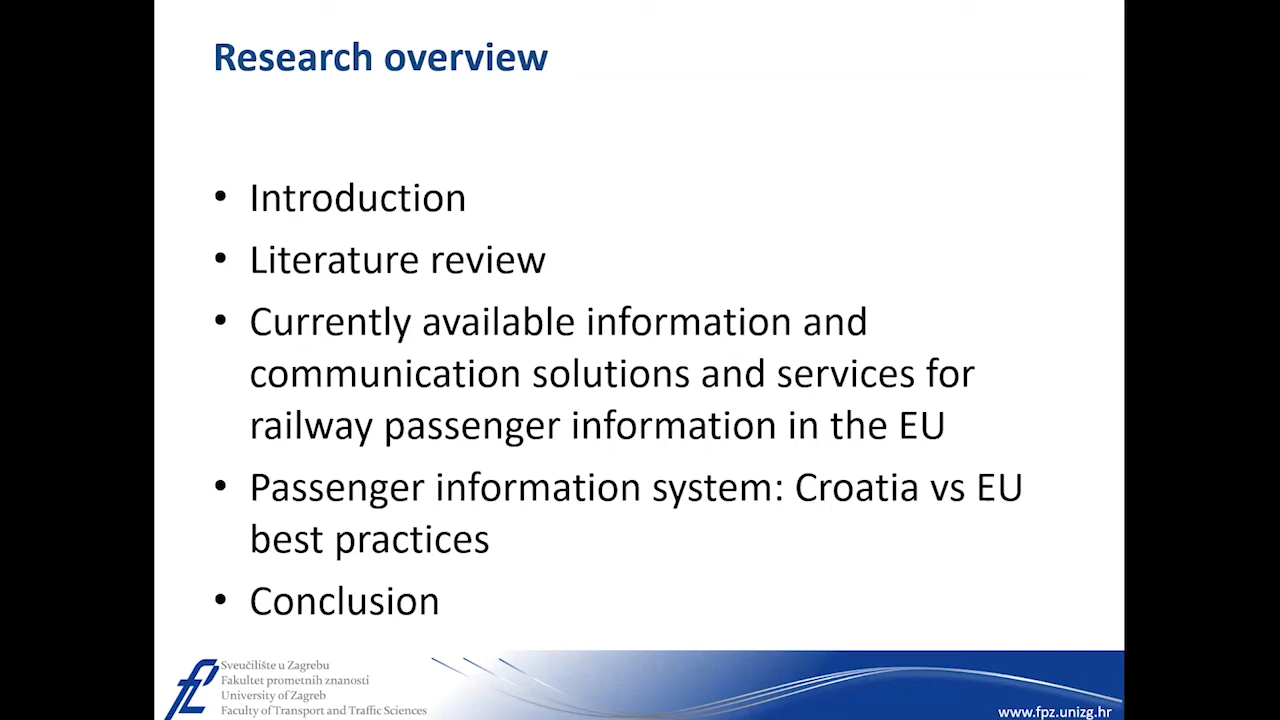 Research overview
• Introduction
• Literature review
• Currently available information and
communication solutions and services for
railway passenger information in the EU
• Passenger information system: Croatia vs EU
best practices
• Conclusion
Sveučilište u Zagrebu
Fakultet prometnih znanosti
University of Zagreb
Faculty of Transport and Traffic Sciences
www.fpz.unizg.hr